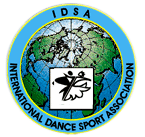 IDSA
INTERNATIONAL DANCE SPORT ASSOCIATION